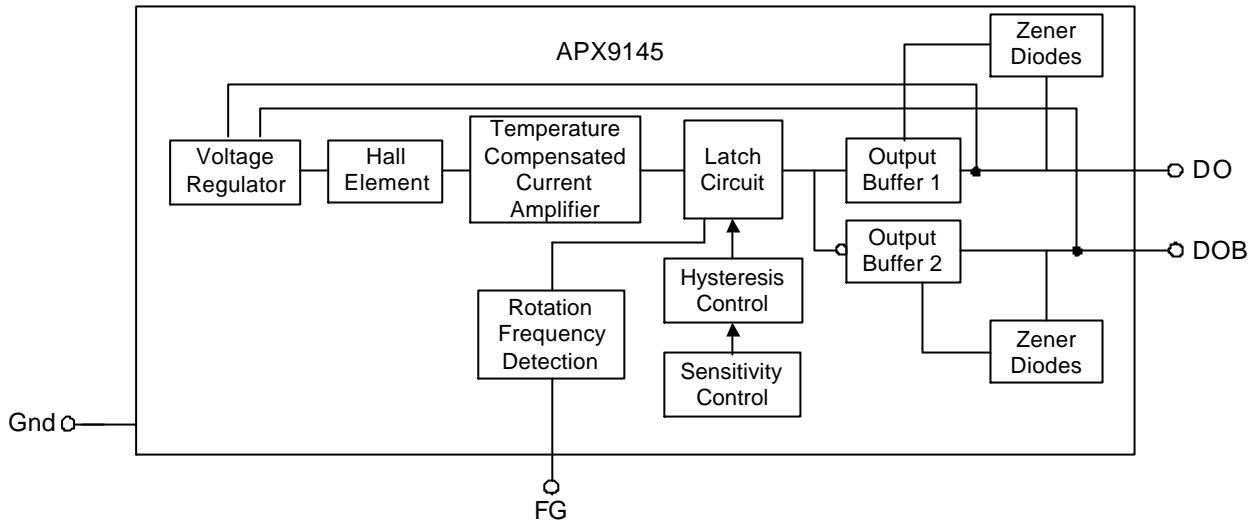 APX9145
Zener
Diodes
Voltage
Regulator
Hall
Element
Temperature
Compensated
Current
Amplifier
Latch
Circuit
Output
Buffer 1
DO
Output
Buffer 2
DOB
Hysteresis
Control
Rotation
Frequency
Detection
Sensitivity
Control
Zener
Diodes
Gnd
FG